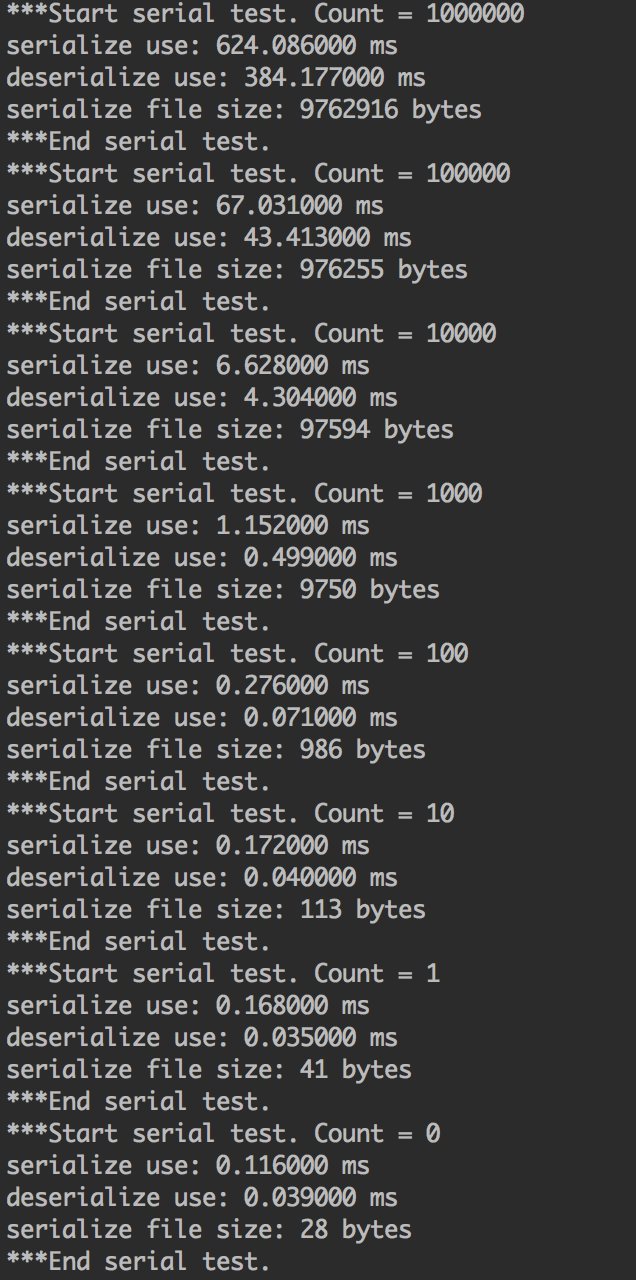 ***Start serial test. Count = 1000000
serialize use: 624.086000 ms
deserialize use: 384.177000 ms
serialize file size: 9762916 bytes
***End serial test.
***Start serial test. Count = 100000
serialize use: 67.031000 ms
deserialize use: 43.413000 ms
serialize file size: 976255 bytes
***End serial test.
***Start serial test. Count = 10000
serialize use: 6.628000 ms
deserialize use: 4.304000 ms
serialize file size: 97594 bytes
***End serial test.
***Start serial test. Count = 1000
serialize use: 1.152000 ms
deserialize use: 0.499000 ms
serialize file size: 9750 bytes
***End serial test.
***Start serial test. Count = 100
serialize use: 0.276000 ms
deserialize use: 0.071000 ms
serialize file size: 986 bytes
***End serial test.
***Start serial test. Count = 10
serialize use: 0.172000 ms
deserialize use: 0.040000 ms
serialize file size: 113 bytes
***End serial test.
***Start serial test. Count = 1
serialize use: 0.168000 ms
deserialize use: 0.035000 ms
serialize file size: 41 bytes
***End serial test.
***Start serial test. Count = 0
serialize use: 0.116000 ms
deserialize use: 0.039000 ms
serialize file size: 28 bytes
***End serial test.